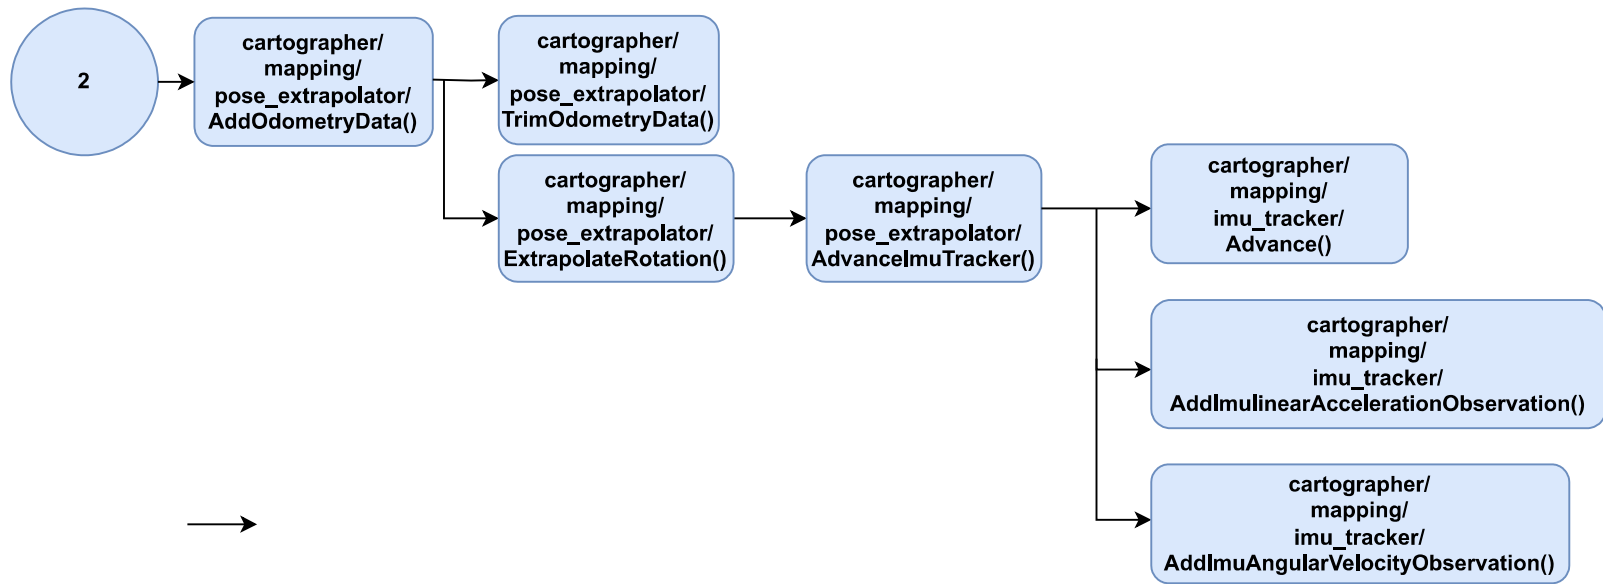 2
cartographer/
mapping/
pose_extrapolator/
AddOdometryData()
cartographer/
mapping/
pose_extrapolator/
TrimOdometryData()
cartographer/
mapping/
pose_extrapolator/
ExtrapolateRotation()
cartographer/
mapping/
pose_extrapolator/
AdvanceImuTracker()
cartographer/
mapping/
imu_tracker/
Advance()
cartographer/
mapping/
imu_tracker/
AddImulinearAccelerationObservation()
cartographer/
mapping/
imu_tracker/
AddImuAngularVelocityObservation()